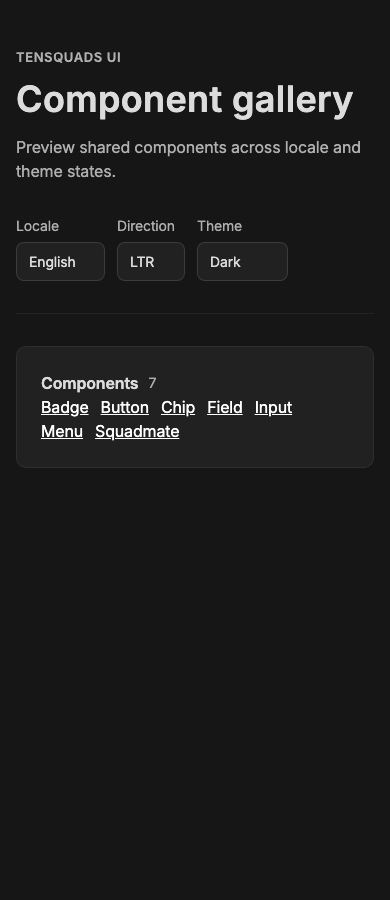 TENSQUADS UI
Component gallery
Preview shared components across locale and
theme states.
Locale Direction Theme
English LTR Dark
Components 7
Badge Button Chip Field Input
Menu Squadmate